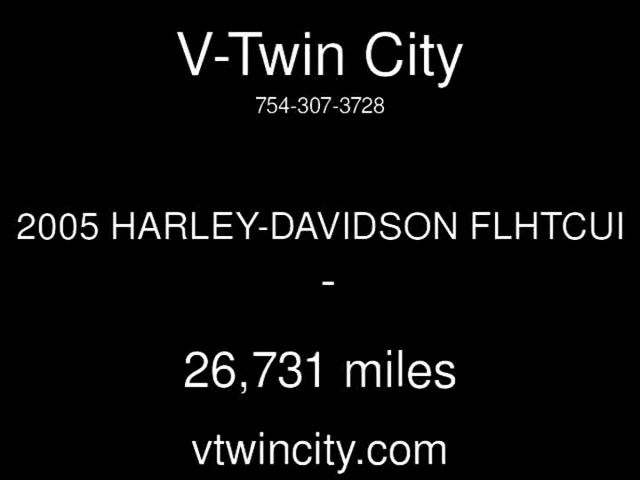 V-Twin City
754-307-3728
2005 HARLEY-DAVIDSON FLHTCUI
-
26,731 miles
vtwincity.com